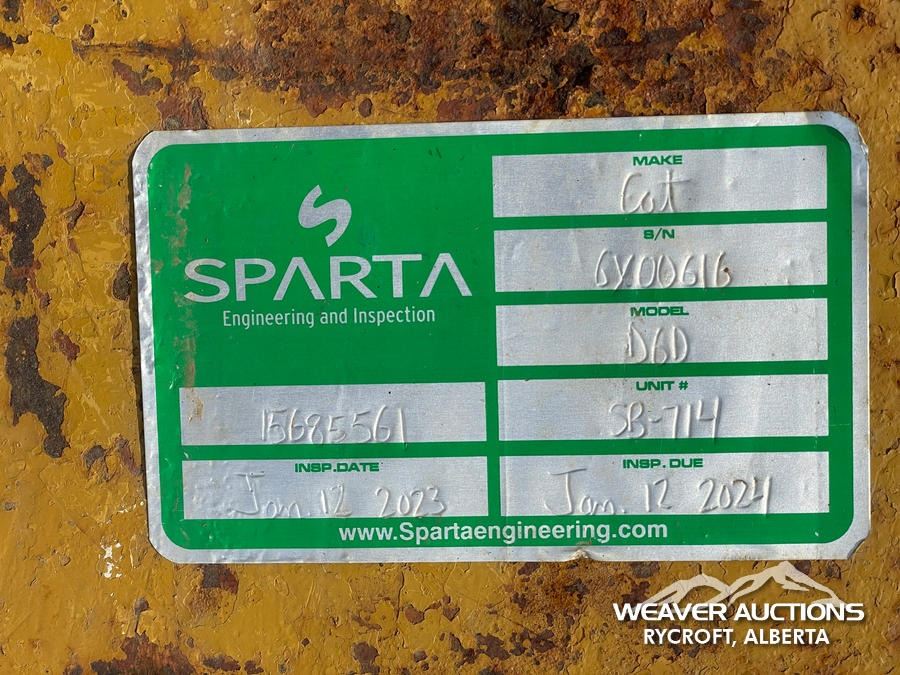 SPARTA
Engineering and Inspection
MAKE
Cat
S/N
6X00616
MODEL
D6D
UNIT #
SB-714
15685561
INSP.DATE
Jan. 12 2023
INSP. DUE
Jan. 12 2024
www.Spartaengineering.com
WEAVER AUCTIONS
RYCROFT, ALBERTA